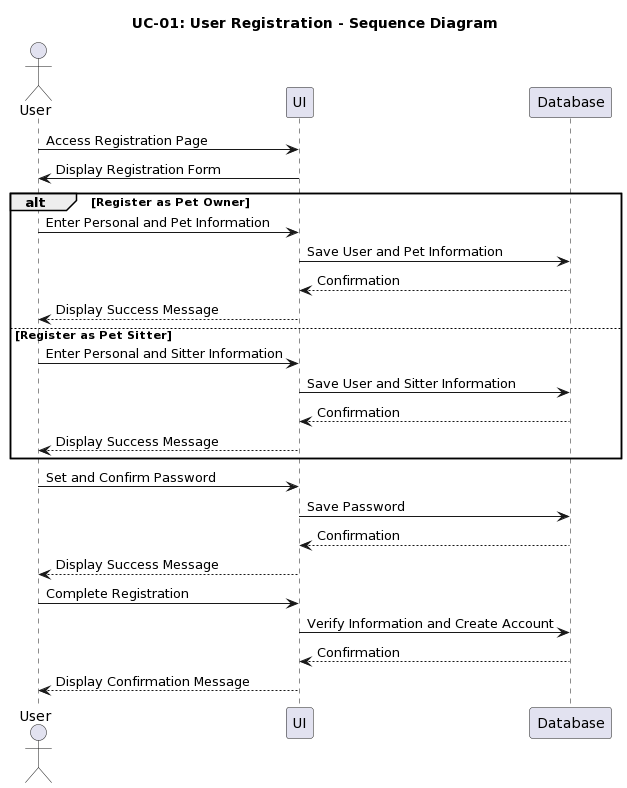 UC-01: User Registration - Sequence Diagram
User
UI
Database
Access Registration Page
Display Registration Form
alt [Register as Pet Owner]
Enter Personal and Pet Information
Save User and Pet Information
Confirmation
Display Success Message
[Register as Pet Sitter]
Enter Personal and Sitter Information
Save User and Sitter Information
Confirmation
Display Success Message
Set and Confirm Password
Save Password
Confirmation
Display Success Message
Complete Registration
Verify Information and Create Account
Confirmation
Display Confirmation Message
User
UI
Database